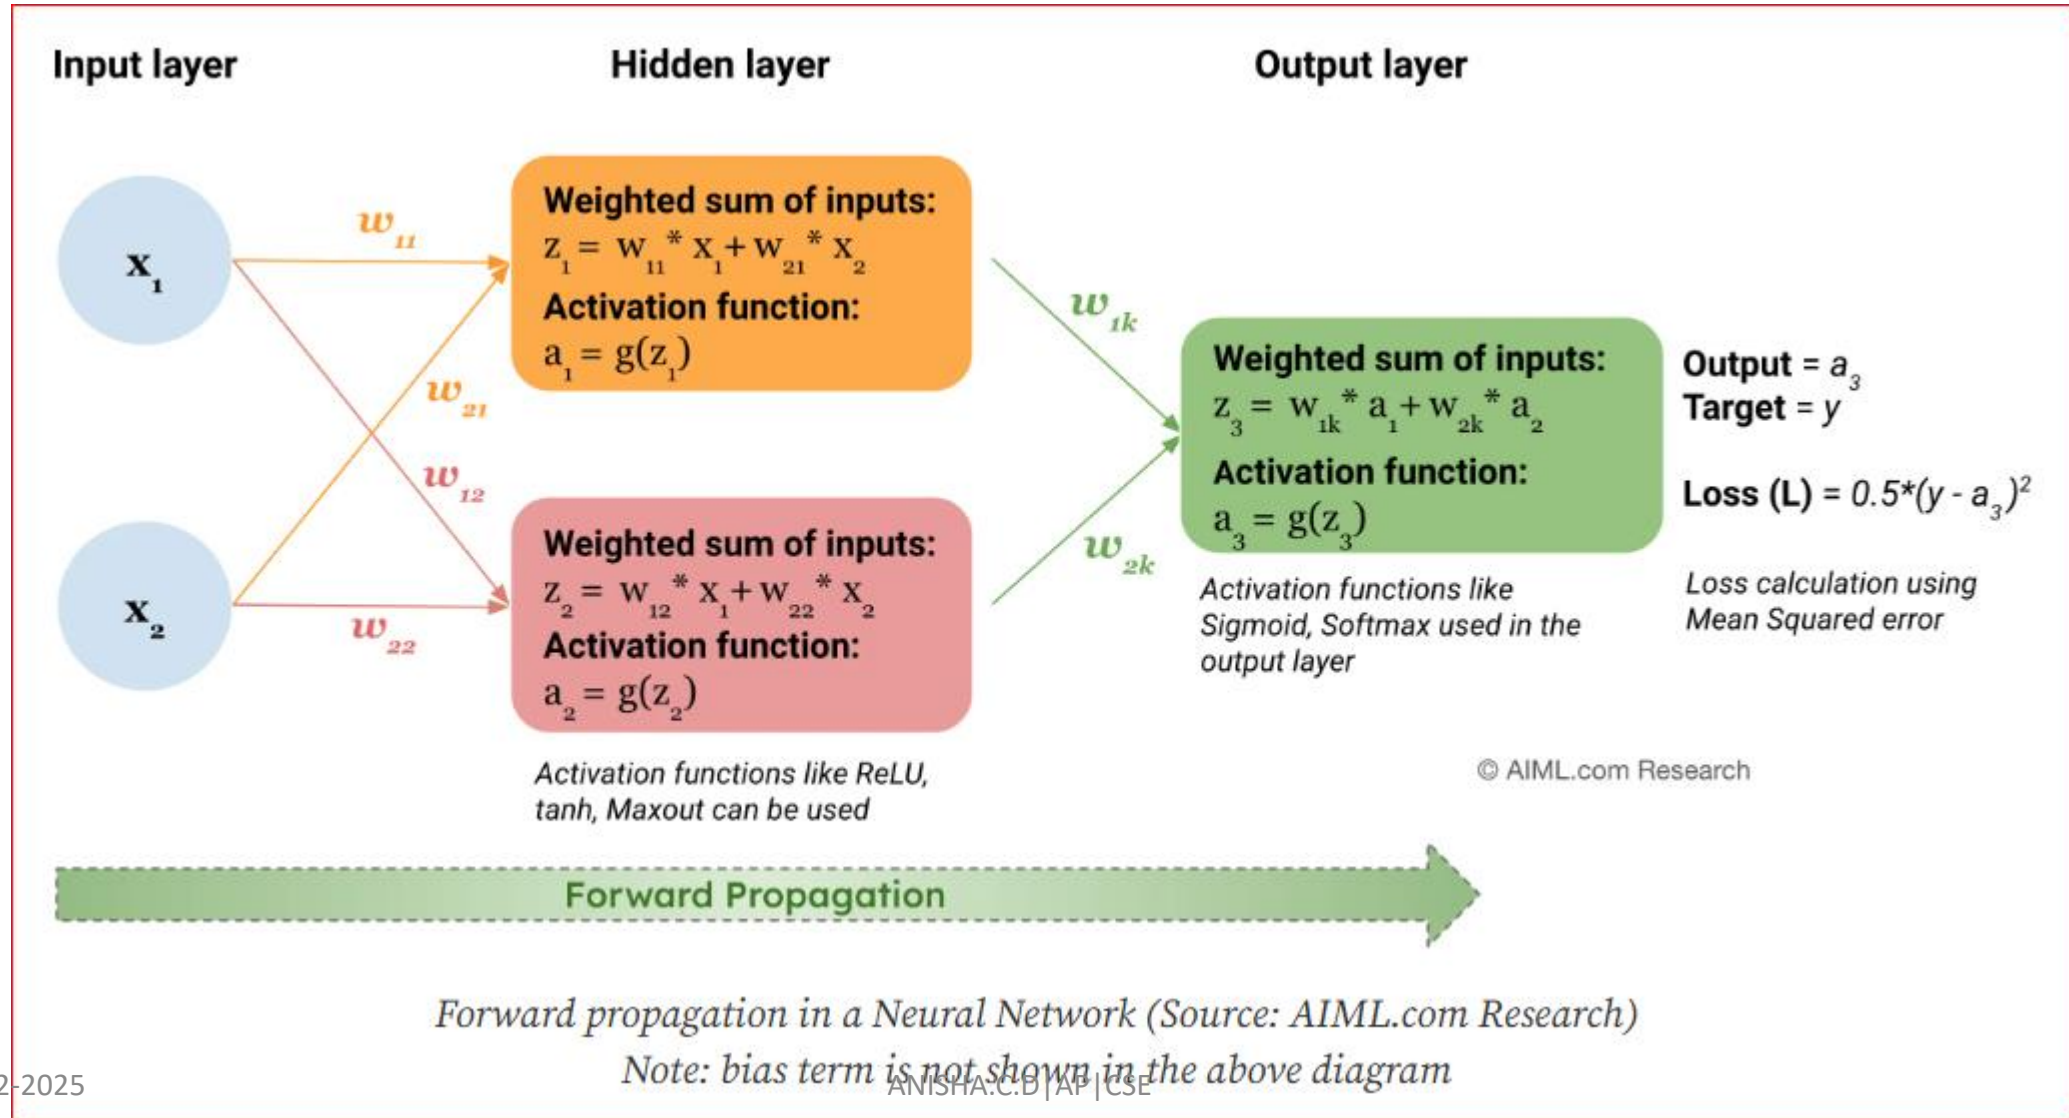 Input layer
Hidden layer
Output layer
x₁
x₂
w₁₁
w₂₁
w₁₂
w₂₂
Weighted sum of inputs:
z₁ = w₁₁* x₁+ w₂₁* x₂
Activation function:
a₁ = g(z₁)
Weighted sum of inputs:
z₂ = w₁₂* x₁+ w₂₂* x₂
Activation function:
a₂ = g(z₂)
Activation functions like ReLU,
tanh, Maxout can be used
w₁ₖ
w₂ₖ
Weighted sum of inputs:
z₃ = w₁ₖ* a₁+ w₂ₖ* a₂
Activation function:
a₃ = g(z₃)
Activation functions like
Sigmoid, Softmax used in the
output layer
Output = a₃
Target = y
Loss (L) = 0.5*(y - a₃)²
Loss calculation using
Mean Squared error
© AIML.com Research
Forward Propagation
Forward propagation in a Neural Network (Source: AIML.com Research)
Note: bias term is not shown in the above diagram
2-2025
ANISHA.C.D|AP|CSE